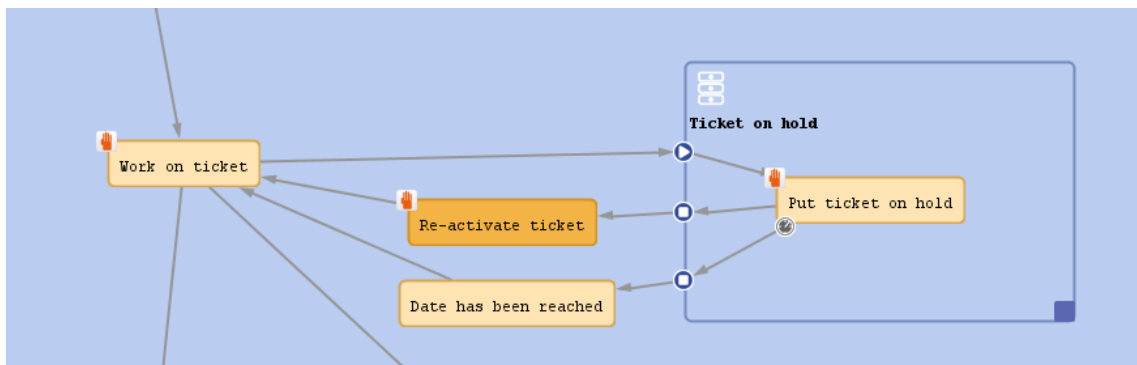 Ticket on hold
Work on ticket
Put ticket on hold
Re-activate ticket
Date has been reached